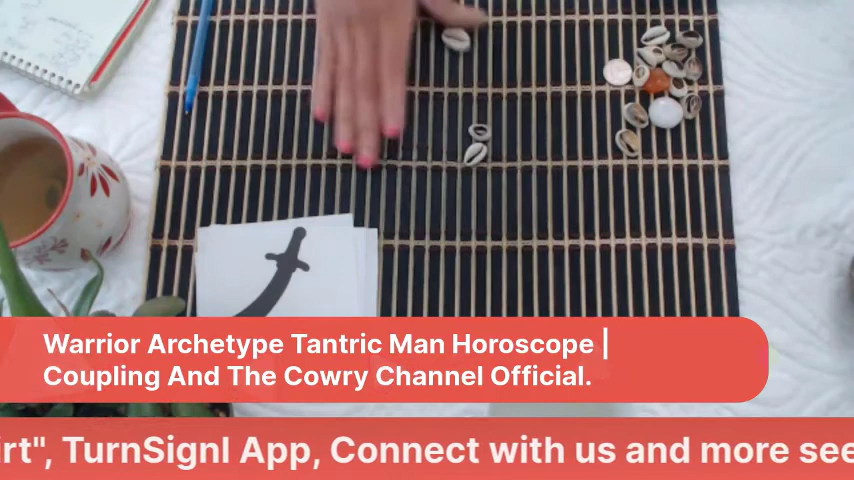 Warrior Archetype Tantric Man Horoscope |
Coupling And The Cowry Channel Official.
irt", TurnSignl App, Connect with us and more see